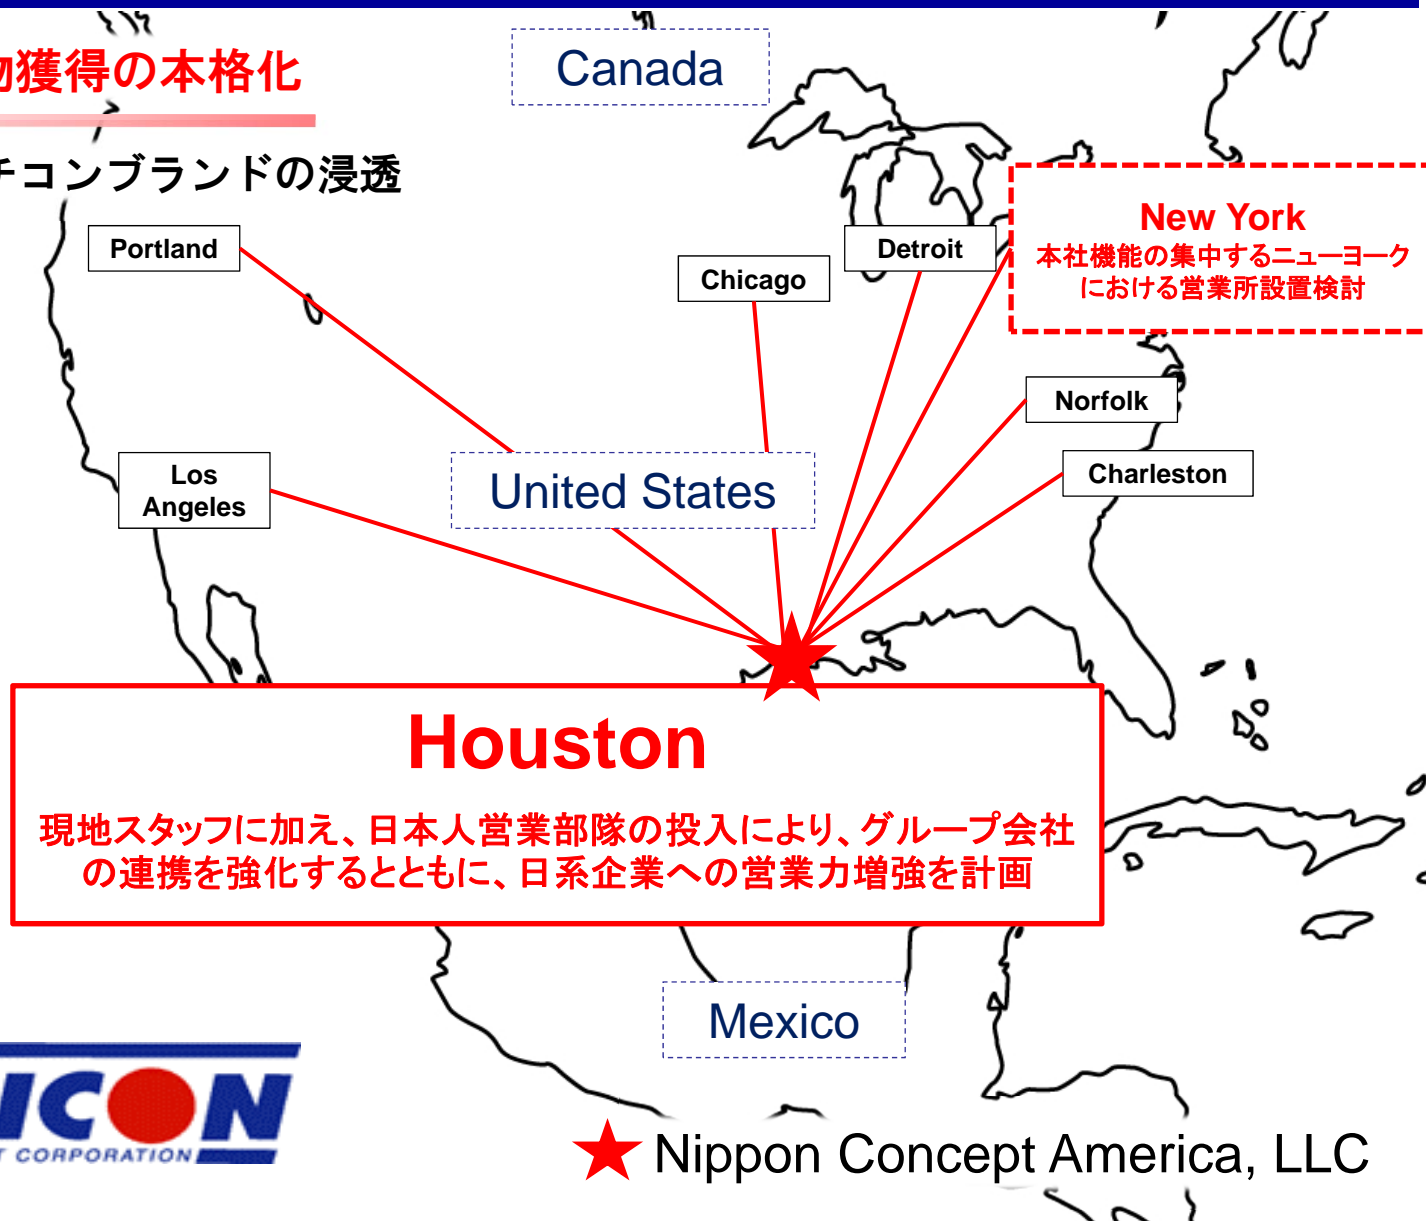 物獲得の本格化
チコンブランドの浸透
Canada
New York
本社機能の集中するニューヨーク
における営業所設置検討
Portland
Detroit
Chicago
Norfolk
Los
Angeles
United States
Charleston
Houston
現地スタッフに加え、日本人営業部隊の投入により、グループ会社
の連携を強化するとともに、日系企業への営業力増強を計画
Mexico
ICON
T CORPORATION
Nippon Concept America, LLC